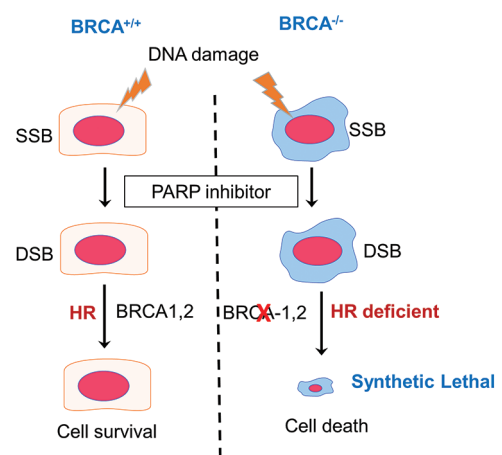 BRCA+/+
BRCA-/-
DNA damage
SSB
SSB
PARP inhibitor
DSB
DSB
HR BRCA1,2
BRCA-1,2 HR deficient
Synthetic Lethal
Cell survival
Cell death